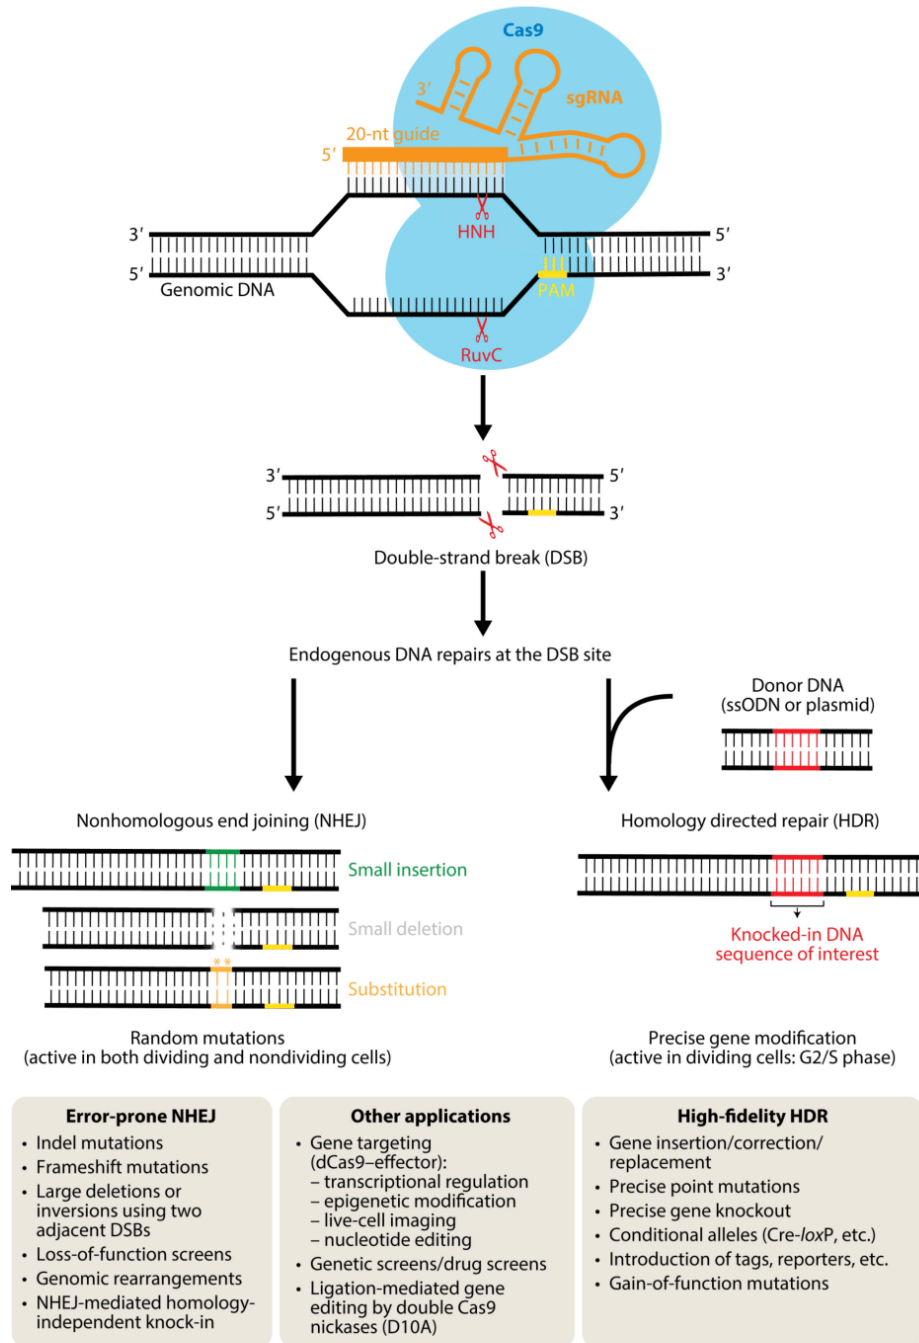 Cas9
3′
sgRNA
20-nt guide
5′
HNH
3′
5′
5′
3′
Genomic DNA
PAM
RuvC
3′
5′
5′
3′
Double-strand break (DSB)
Endogenous DNA repairs at the DSB site
Donor DNA
(ssODN or plasmid)
Nonhomologous end joining (NHEJ)
Small insertion
Small deletion
* *
Substitution
Random mutations
(active in both dividing and nondividing cells)
Homology directed repair (HDR)
Knocked-in DNA
sequence of interest
Precise gene modification
(active in dividing cells: G2/S phase)
Error-prone NHEJ
• Indel mutations
• Frameshift mutations
• Large deletions or
inversions using two
adjacent DSBs
• Loss-of-function screens
• Genomic rearrangements
• NHEJ-mediated homology-
independent knock-in
Other applications
• Gene targeting
(dCas9–effector):
– transcriptional regulation
– epigenetic modification
– live-cell imaging
– nucleotide editing
• Genetic screens/drug screens
• Ligation-mediated gene
editing by double Cas9
nickases (D10A)
High-fidelity HDR
• Gene insertion/correction/
replacement
• Precise point mutations
• Precise gene knockout
• Conditional alleles (Cre-loxP, etc.)
• Introduction of tags, reporters, etc.
• Gain-of-function mutations